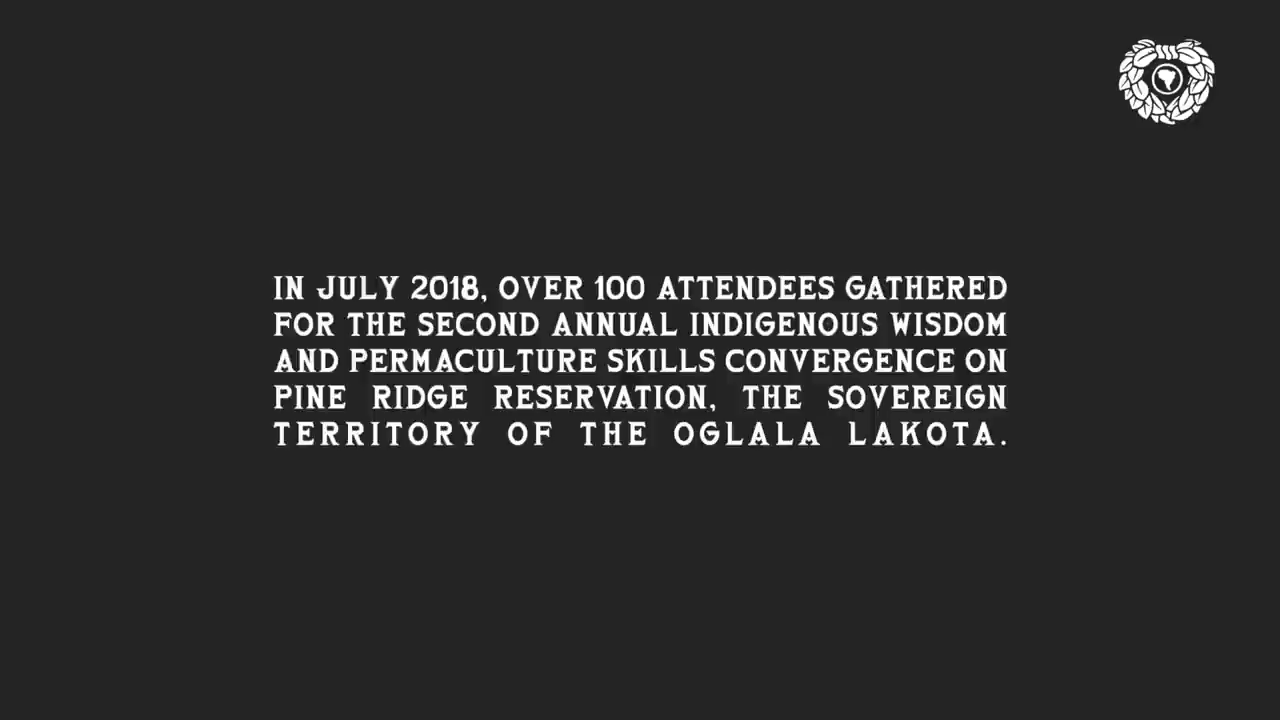 IN JULY 2018, OVER 100 ATTENDEES GATHERED
FOR THE SECOND ANNUAL INDIGENOUS WISDOM
AND PERMACULTURE SKILLS CONVERGENCE ON
PINE RIDGE RESERVATION, THE SOVEREIGN
TERRITORY OF THE OGLALA LAKOTA.